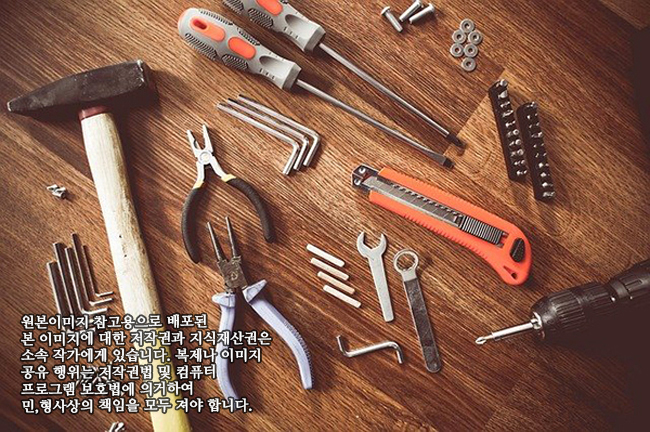 원본이미지 참고용으로 배포된
본 이미지에 대한 저작권과 지식재산권은
소속 작가에게 있습니다. 복제나 이미지
공유 행위는 저작권법 및 컴퓨터
프로그램 보호법에 의거하여
민,형사상의 책임을 모두 져야 합니다.